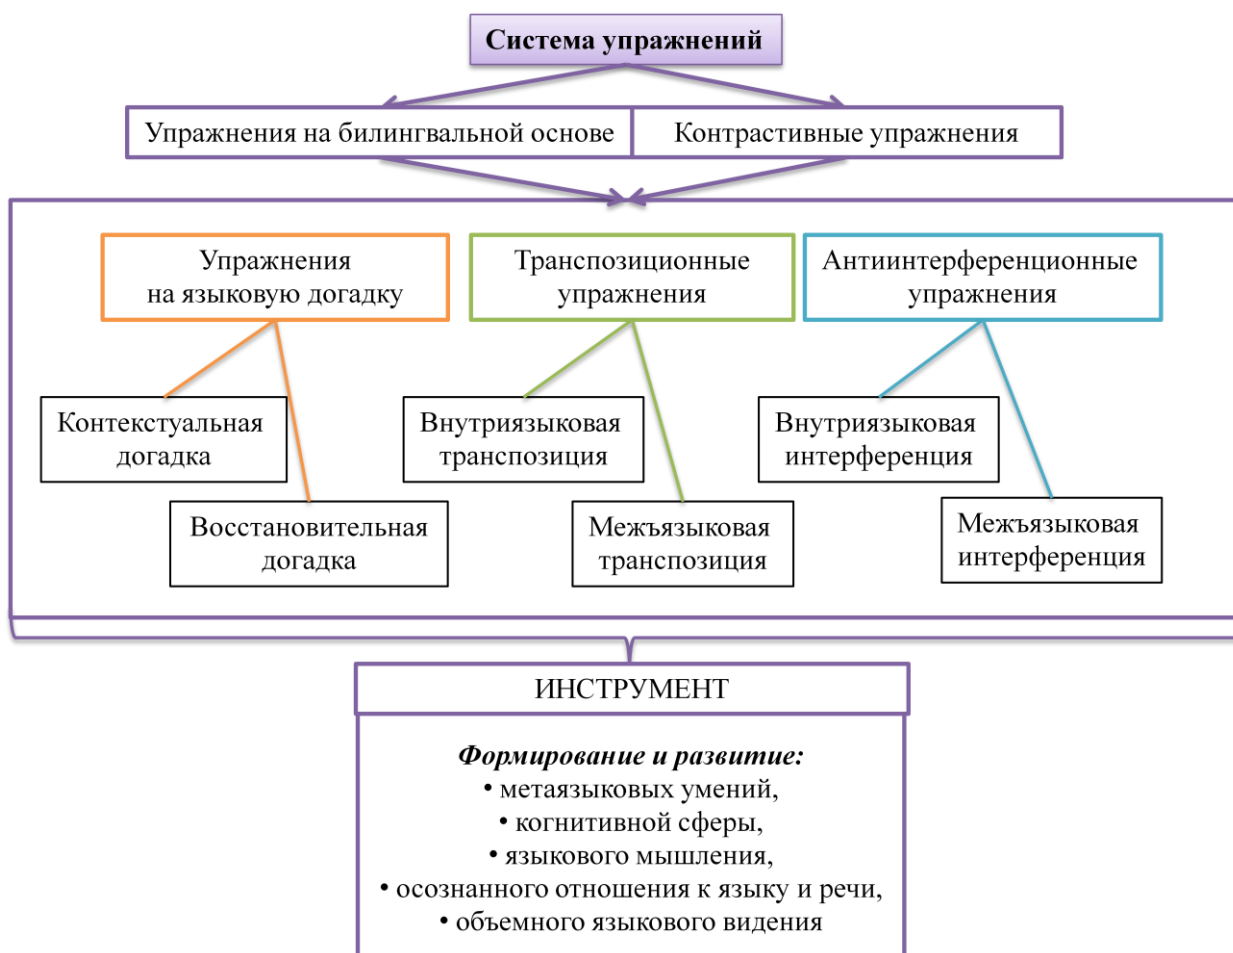 Система упражнений
Упражнения на билингвальной основе
Контрастивные упражнения
Упражнения
на языковую догадку
Транспозиционные
упражнения
Антиинтерференционные
упражнения
Контекстуальная
догадка
Внутриязыковая
транспозиция
Внутриязыковая
интерференция
Восстановительная
догадка
Межъязыковая
транспозиция
Межъязыковая
интерференция
ИНСТРУМЕНТ
Формирование и развитие:
• метаязыковых умений,
• когнитивной сферы,
• языкового мышления,
• осознанного отношения к языку и речи,
• объемного языкового видения